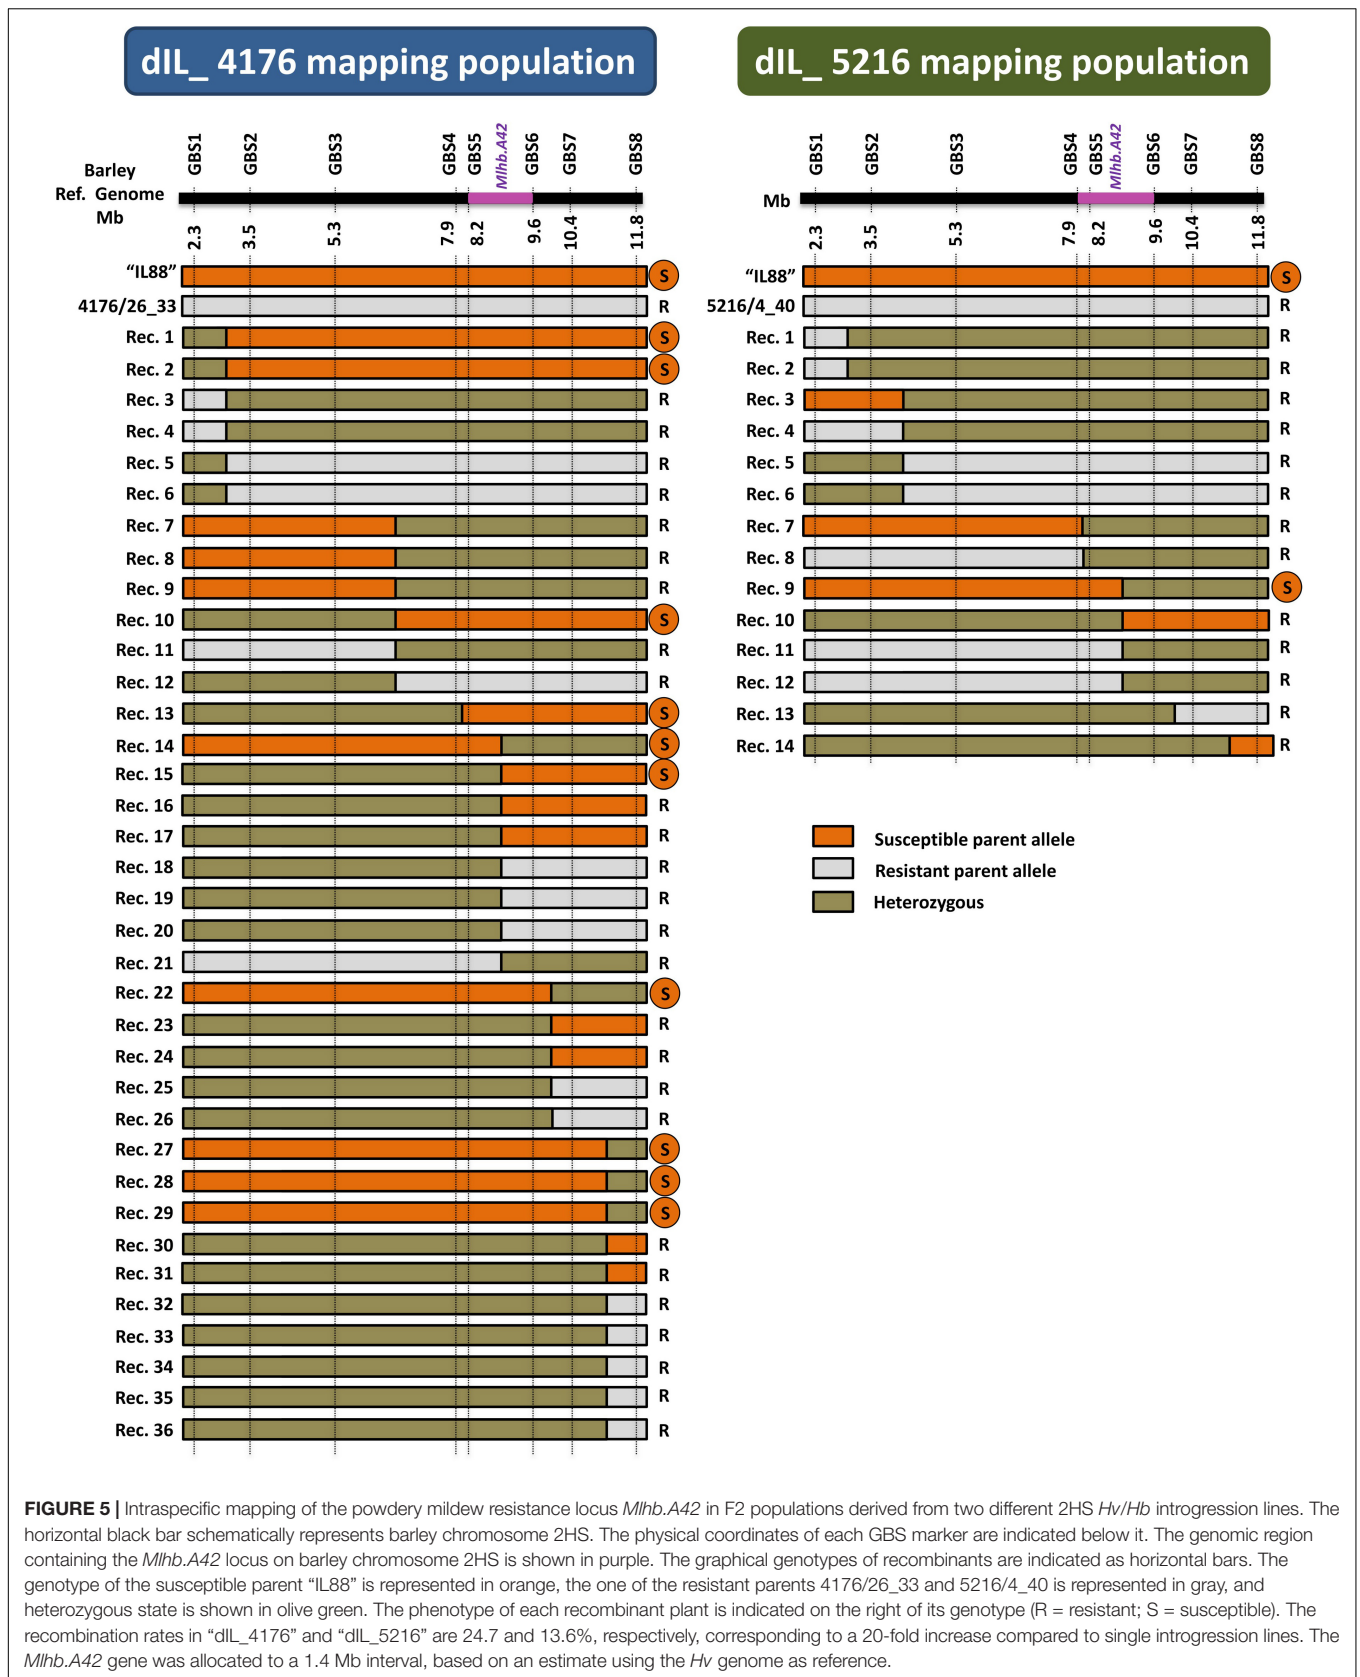 dIL_ 4176 mapping population
GBS1
GBS2
GBS3
GBS4
GBS5
Mlhb.A42
GBS6
GBS7
GBS8
Barley
Ref. Genome
Mb
2.3
3.5
5.3
7.9
8.2
9.6
10.4
11.8
“IL88” S
4176/26_33 R
Rec. 1 S
Rec. 2 S
Rec. 3 R
Rec. 4 R
Rec. 5 R
Rec. 6 R
Rec. 7 R
Rec. 8 R
Rec. 9 R
Rec. 10 S
Rec. 11 R
Rec. 12 R
Rec. 13 S
Rec. 14 S
Rec. 15 S
Rec. 16 R
Rec. 17 R
Rec. 18 R
Rec. 19 R
Rec. 20 R
Rec. 21 R
Rec. 22 S
Rec. 23 R
Rec. 24 R
Rec. 25 R
Rec. 26 R
Rec. 27 S
Rec. 28 S
Rec. 29 S
Rec. 30 R
Rec. 31 R
Rec. 32 R
Rec. 33 R
Rec. 34 R
Rec. 35 R
Rec. 36 R
dIL_ 5216 mapping population
GBS1
GBS2
GBS3
GBS4
GBS5
Mlhb.A42
GBS6
GBS7
GBS8
Mb
2.3
3.5
5.3
7.9
8.2
9.6
10.4
11.8
“IL88” S
5216/4_40 R
Rec. 1 R
Rec. 2 R
Rec. 3 R
Rec. 4 R
Rec. 5 R
Rec. 6 R
Rec. 7 R
Rec. 8 R
Rec. 9 S
Rec. 10 R
Rec. 11 R
Rec. 12 R
Rec. 13 R
Rec. 14 R
Susceptible parent allele
Resistant parent allele
Heterozygous
FIGURE 5 | Intraspecific mapping of the powdery mildew resistance locus Mlhb.A42 in F2 populations derived from two different 2HS Hv/Hb introgression lines. The
horizontal black bar schematically represents barley chromosome 2HS. The physical coordinates of each GBS marker are indicated below it. The genomic region
containing the Mlhb.A42 locus on barley chromosome 2HS is shown in purple. The graphical genotypes of recombinants are indicated as horizontal bars. The
genotype of the susceptible parent “IL88” is represented in orange, the one of the resistant parents 4176/26_33 and 5216/4_40 is represented in gray, and
heterozygous state is shown in olive green. The phenotype of each recombinant plant is indicated on the right of its genotype (R = resistant; S = susceptible). The
recombination rates in “dIL_4176” and “dIL_5216” are 24.7 and 13.6%, respectively, corresponding to a 20-fold increase compared to single introgression lines. The
Mlhb.A42 gene was allocated to a 1.4 Mb interval, based on an estimate using the Hv genome as reference.